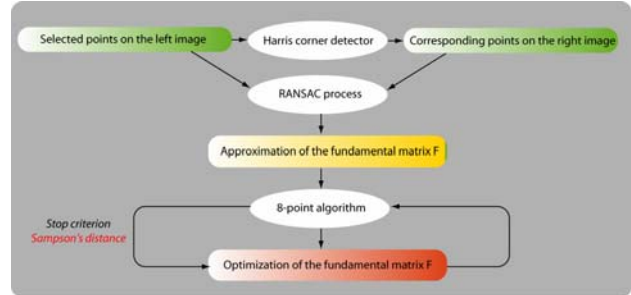 Selected points on the left image
Harris corner detector
Corresponding points on the right image
RANSAC process
Approximation of the fundamental matrix F
8-point algorithm
Stop criterion
Sampson's distance
Optimization of the fundamental matrix F